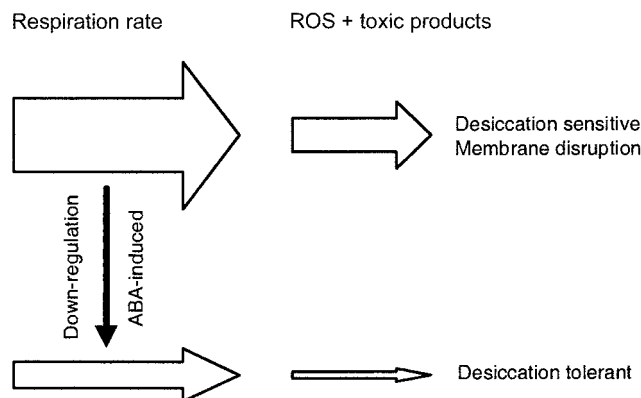 Respiration rate
ROS + toxic products
Desiccation sensitive
Membrane disruption
Down-regulation
ABA-induced
Desiccation tolerant